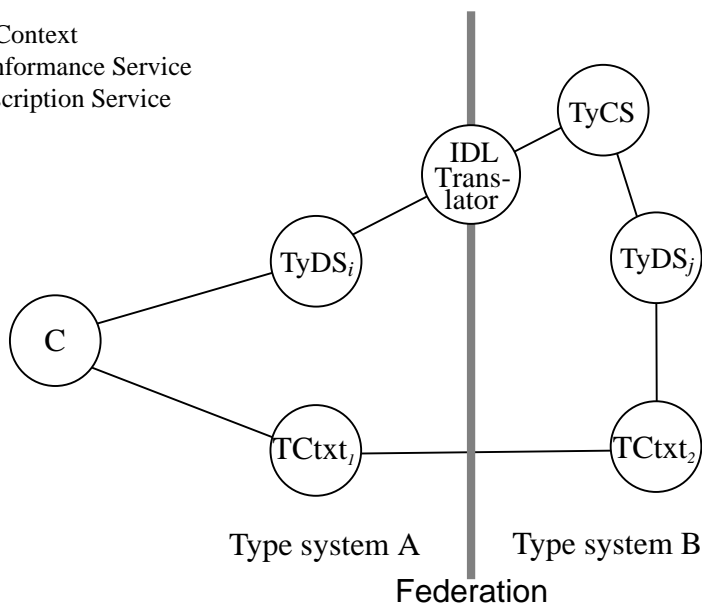 Context
nformance Service
cription Service
TyCS
IDL
Trans-
lator
TyDSi
TyDSj
C
TCtxt1
TCtxt2
Type system A
Type system B
Federation